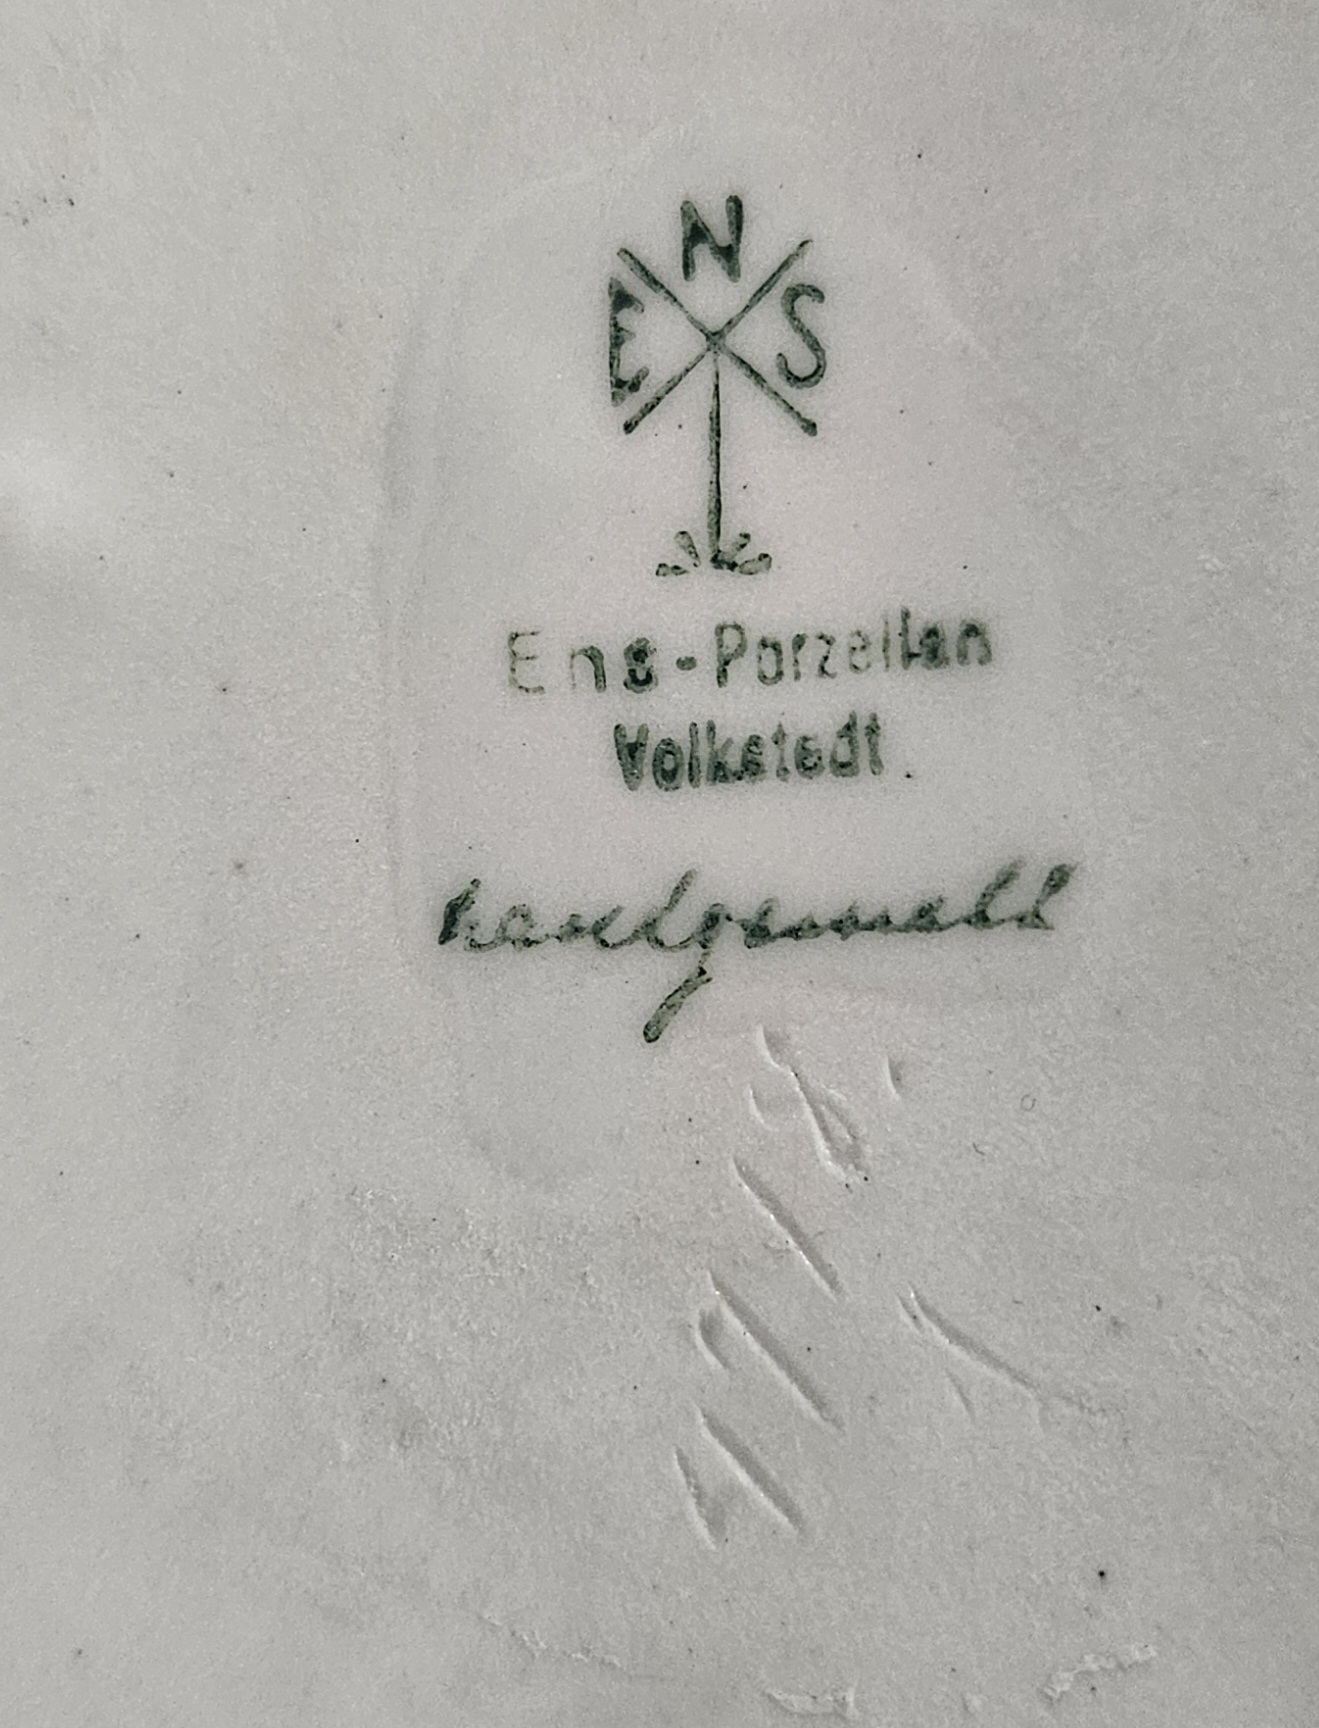 N
E S
Ens-Porzellan
Volkstedt
handgemalt